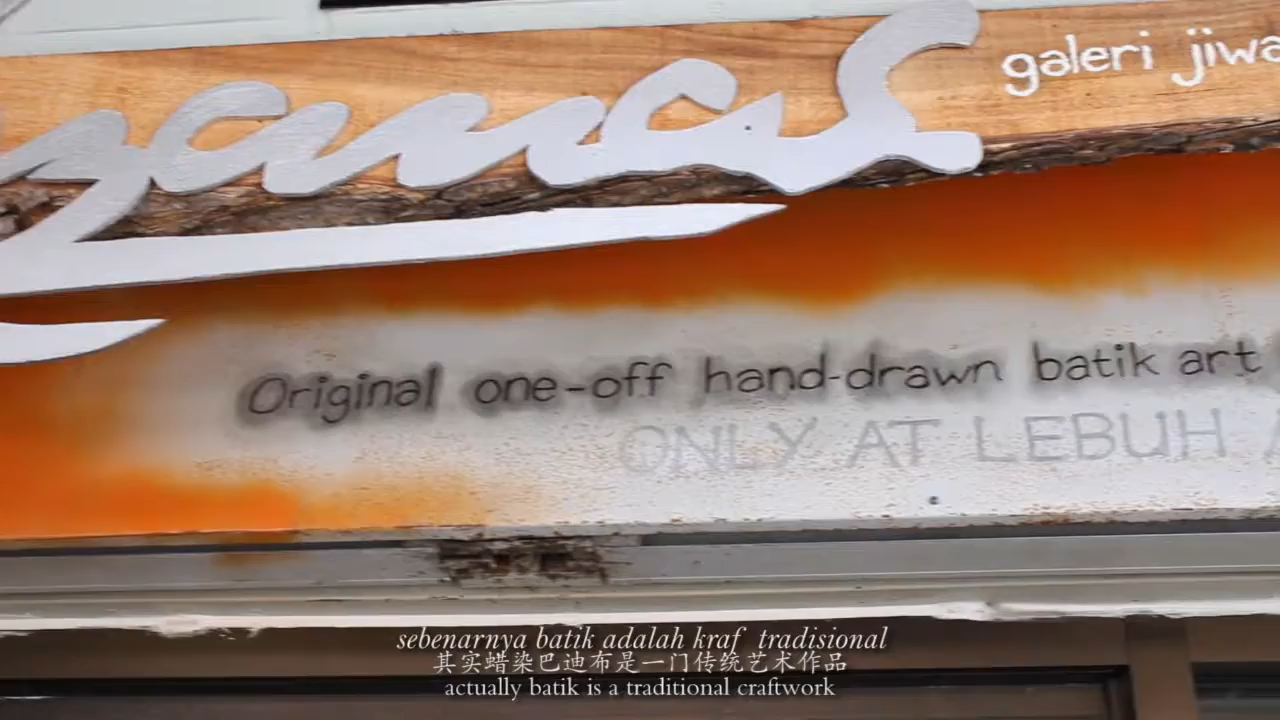 galeri jiwa
Original one-off hand-drawn batik art
ONLY AT LEBUH
sebenarnya batik adalah kraf tradisional
其实蜡染巴迪布是一门传统艺术作品
actually batik is a traditional craftwork